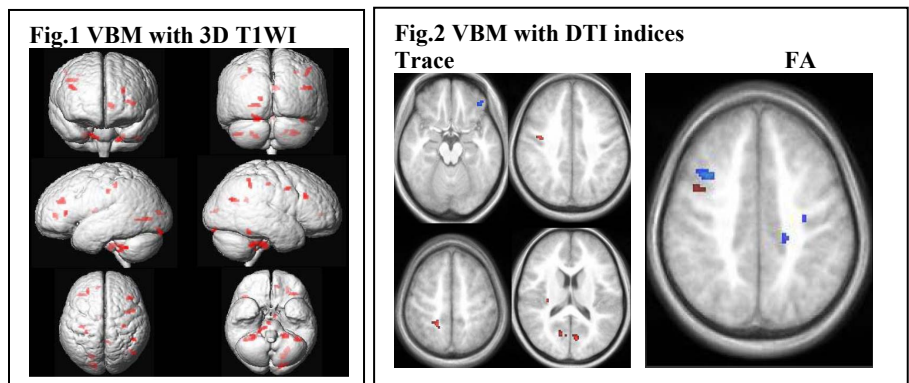 Fig.1 VBM with 3D T1WI
Fig.2 VBM with DTI indices
Trace FA